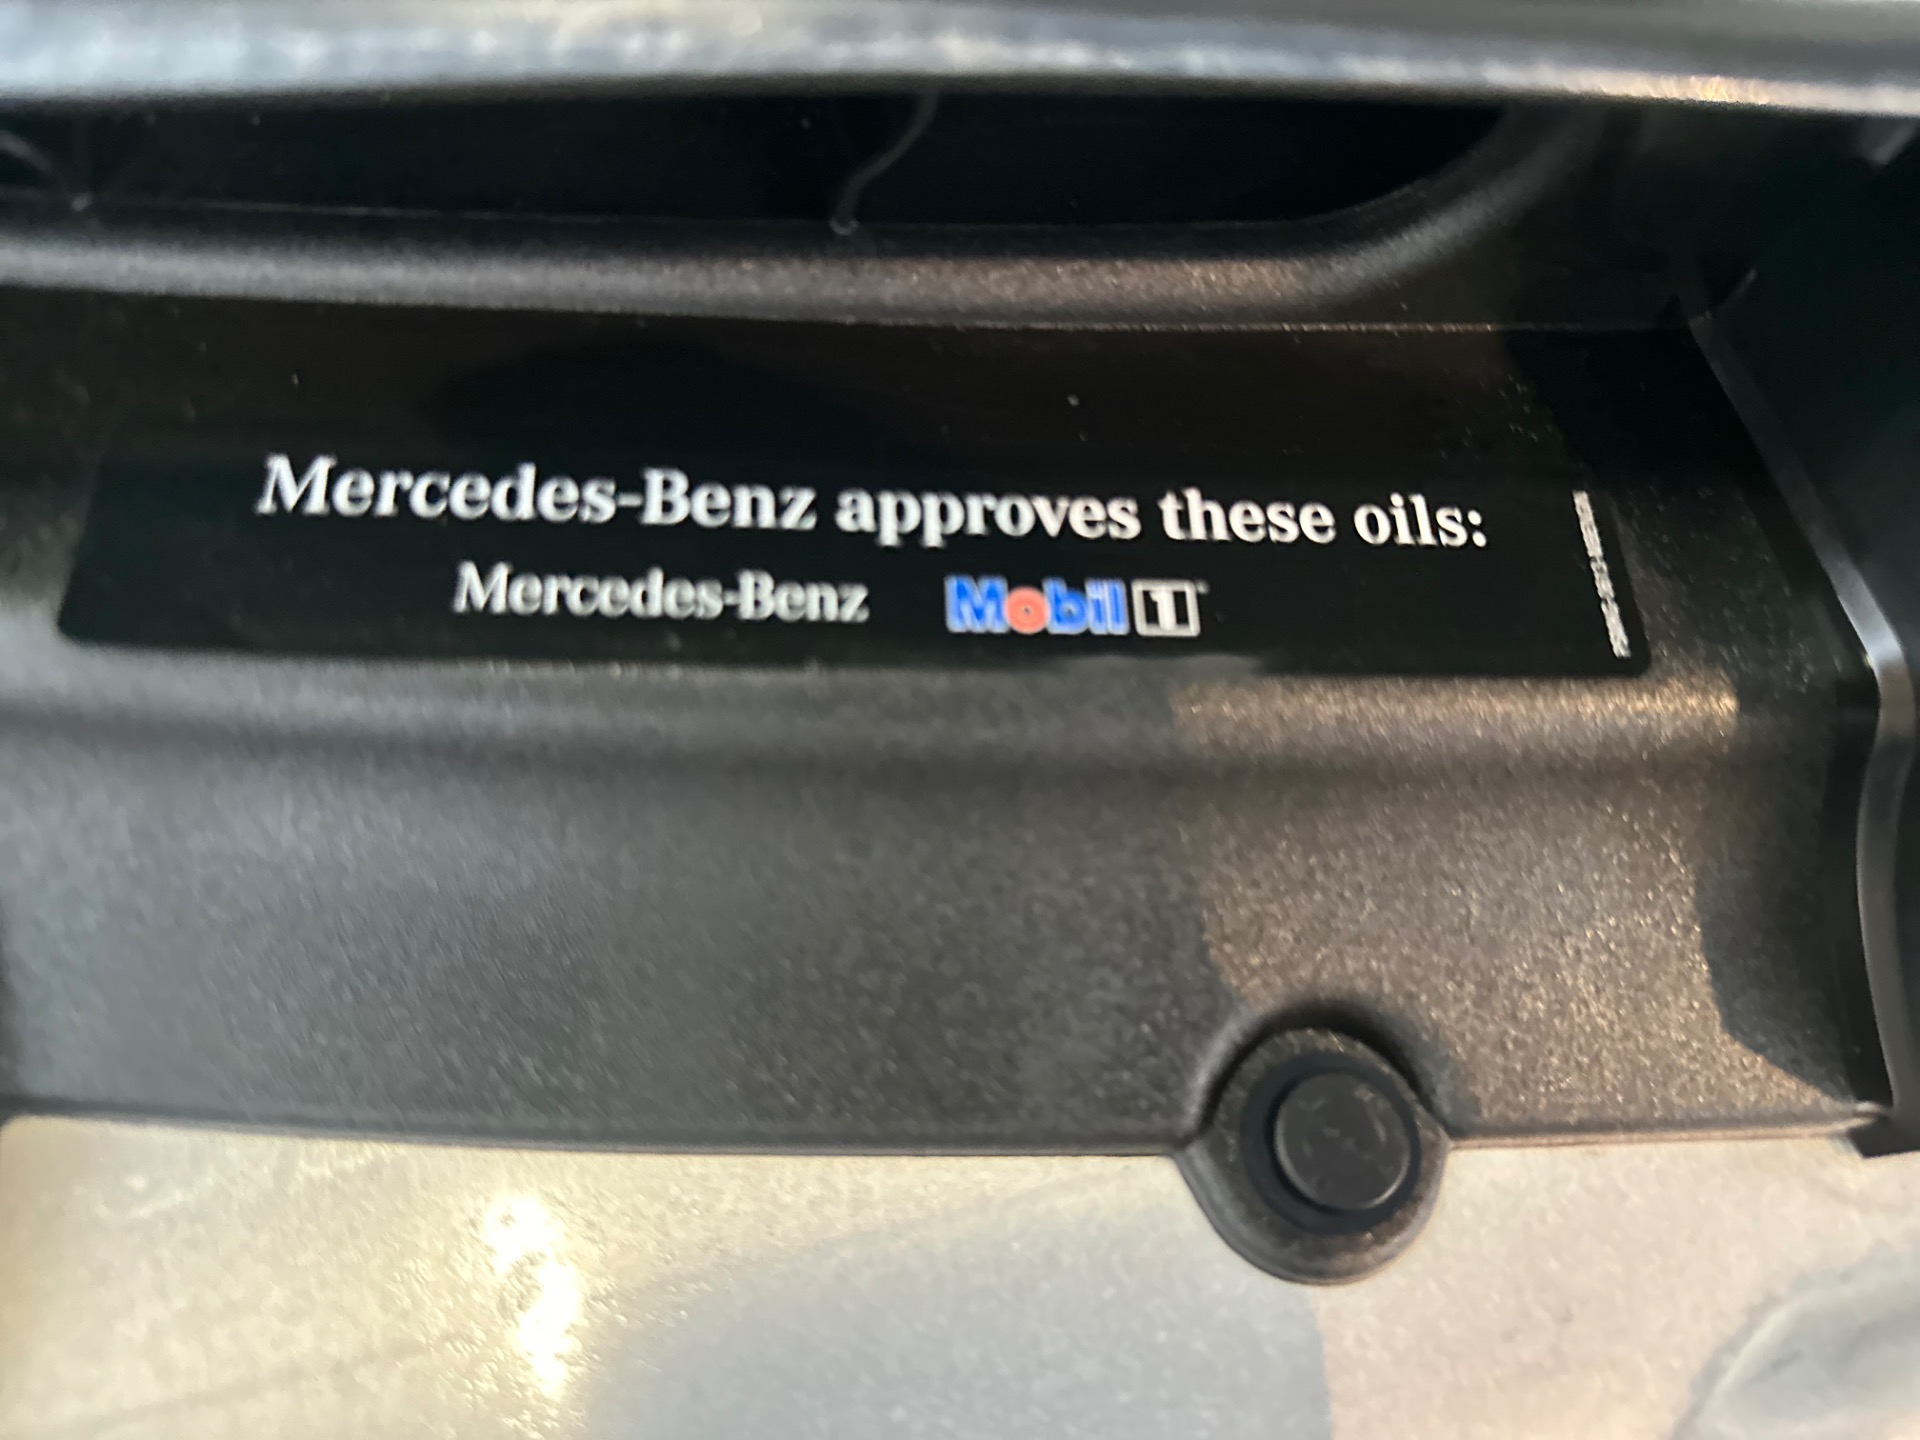 Mercedes-Benz approves these oils:
Mercedes-Benz Mobil 1